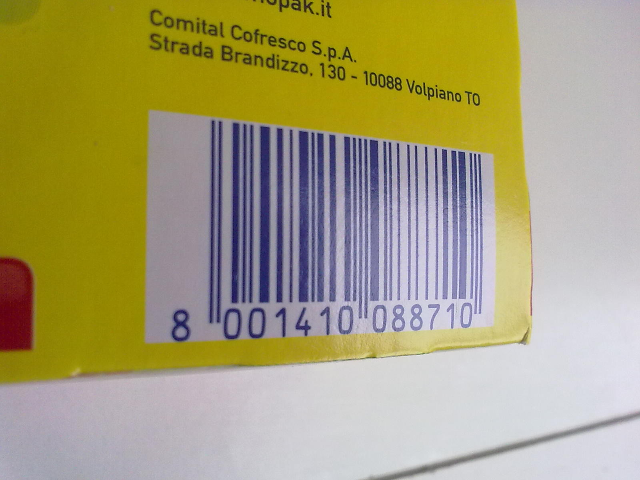 Comital Cofresco S.p.A.
Strada Brandizzo, 130 - 10088 Volpiano TO
8 001410 088710